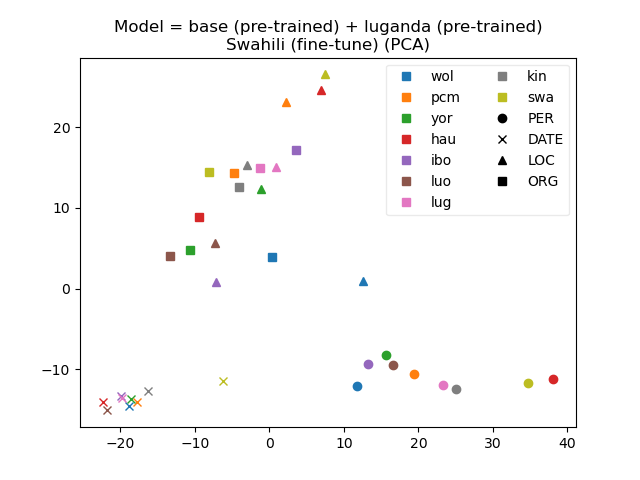 Model = base (pre-trained) + luganda (pre-trained)
Swahili (fine-tune) (PCA)
wol
pcm
yor
hau
ibo
luo
lug
kin
swa
PER
DATE
LOC
ORG
20
10
0
−10
−20
−10
0
10
20
30
40